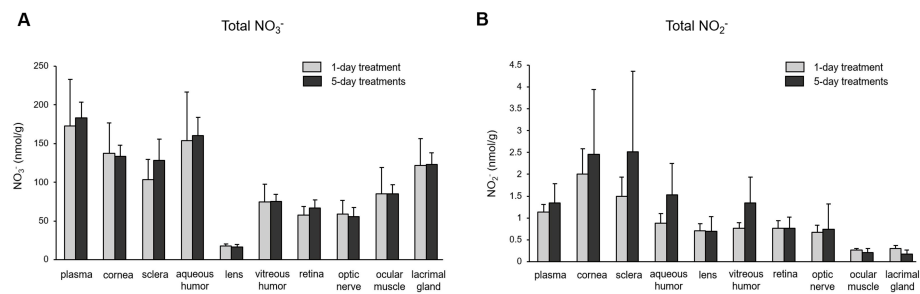 A
Total NO₃⁻
250
200
150
100
50
0
NO₃⁻ (nmol/g)
1-day treatment
5-day treatments
plasma
cornea
sclera
aqueous
humor
lens
vitreous
humor
retina
optic
nerve
ocular
muscle
lacrimal
gland
B
Total NO₂⁻
4.5
4
3.5
3
2.5
2
1.5
1
0.5
0
NO₂⁻ (nmol/g)
1-day treatment
5-day treatments
plasma
cornea
sclera
aqueous
humor
lens
vitreous
humor
retina
optic
nerve
ocular
muscle
lacrimal
gland